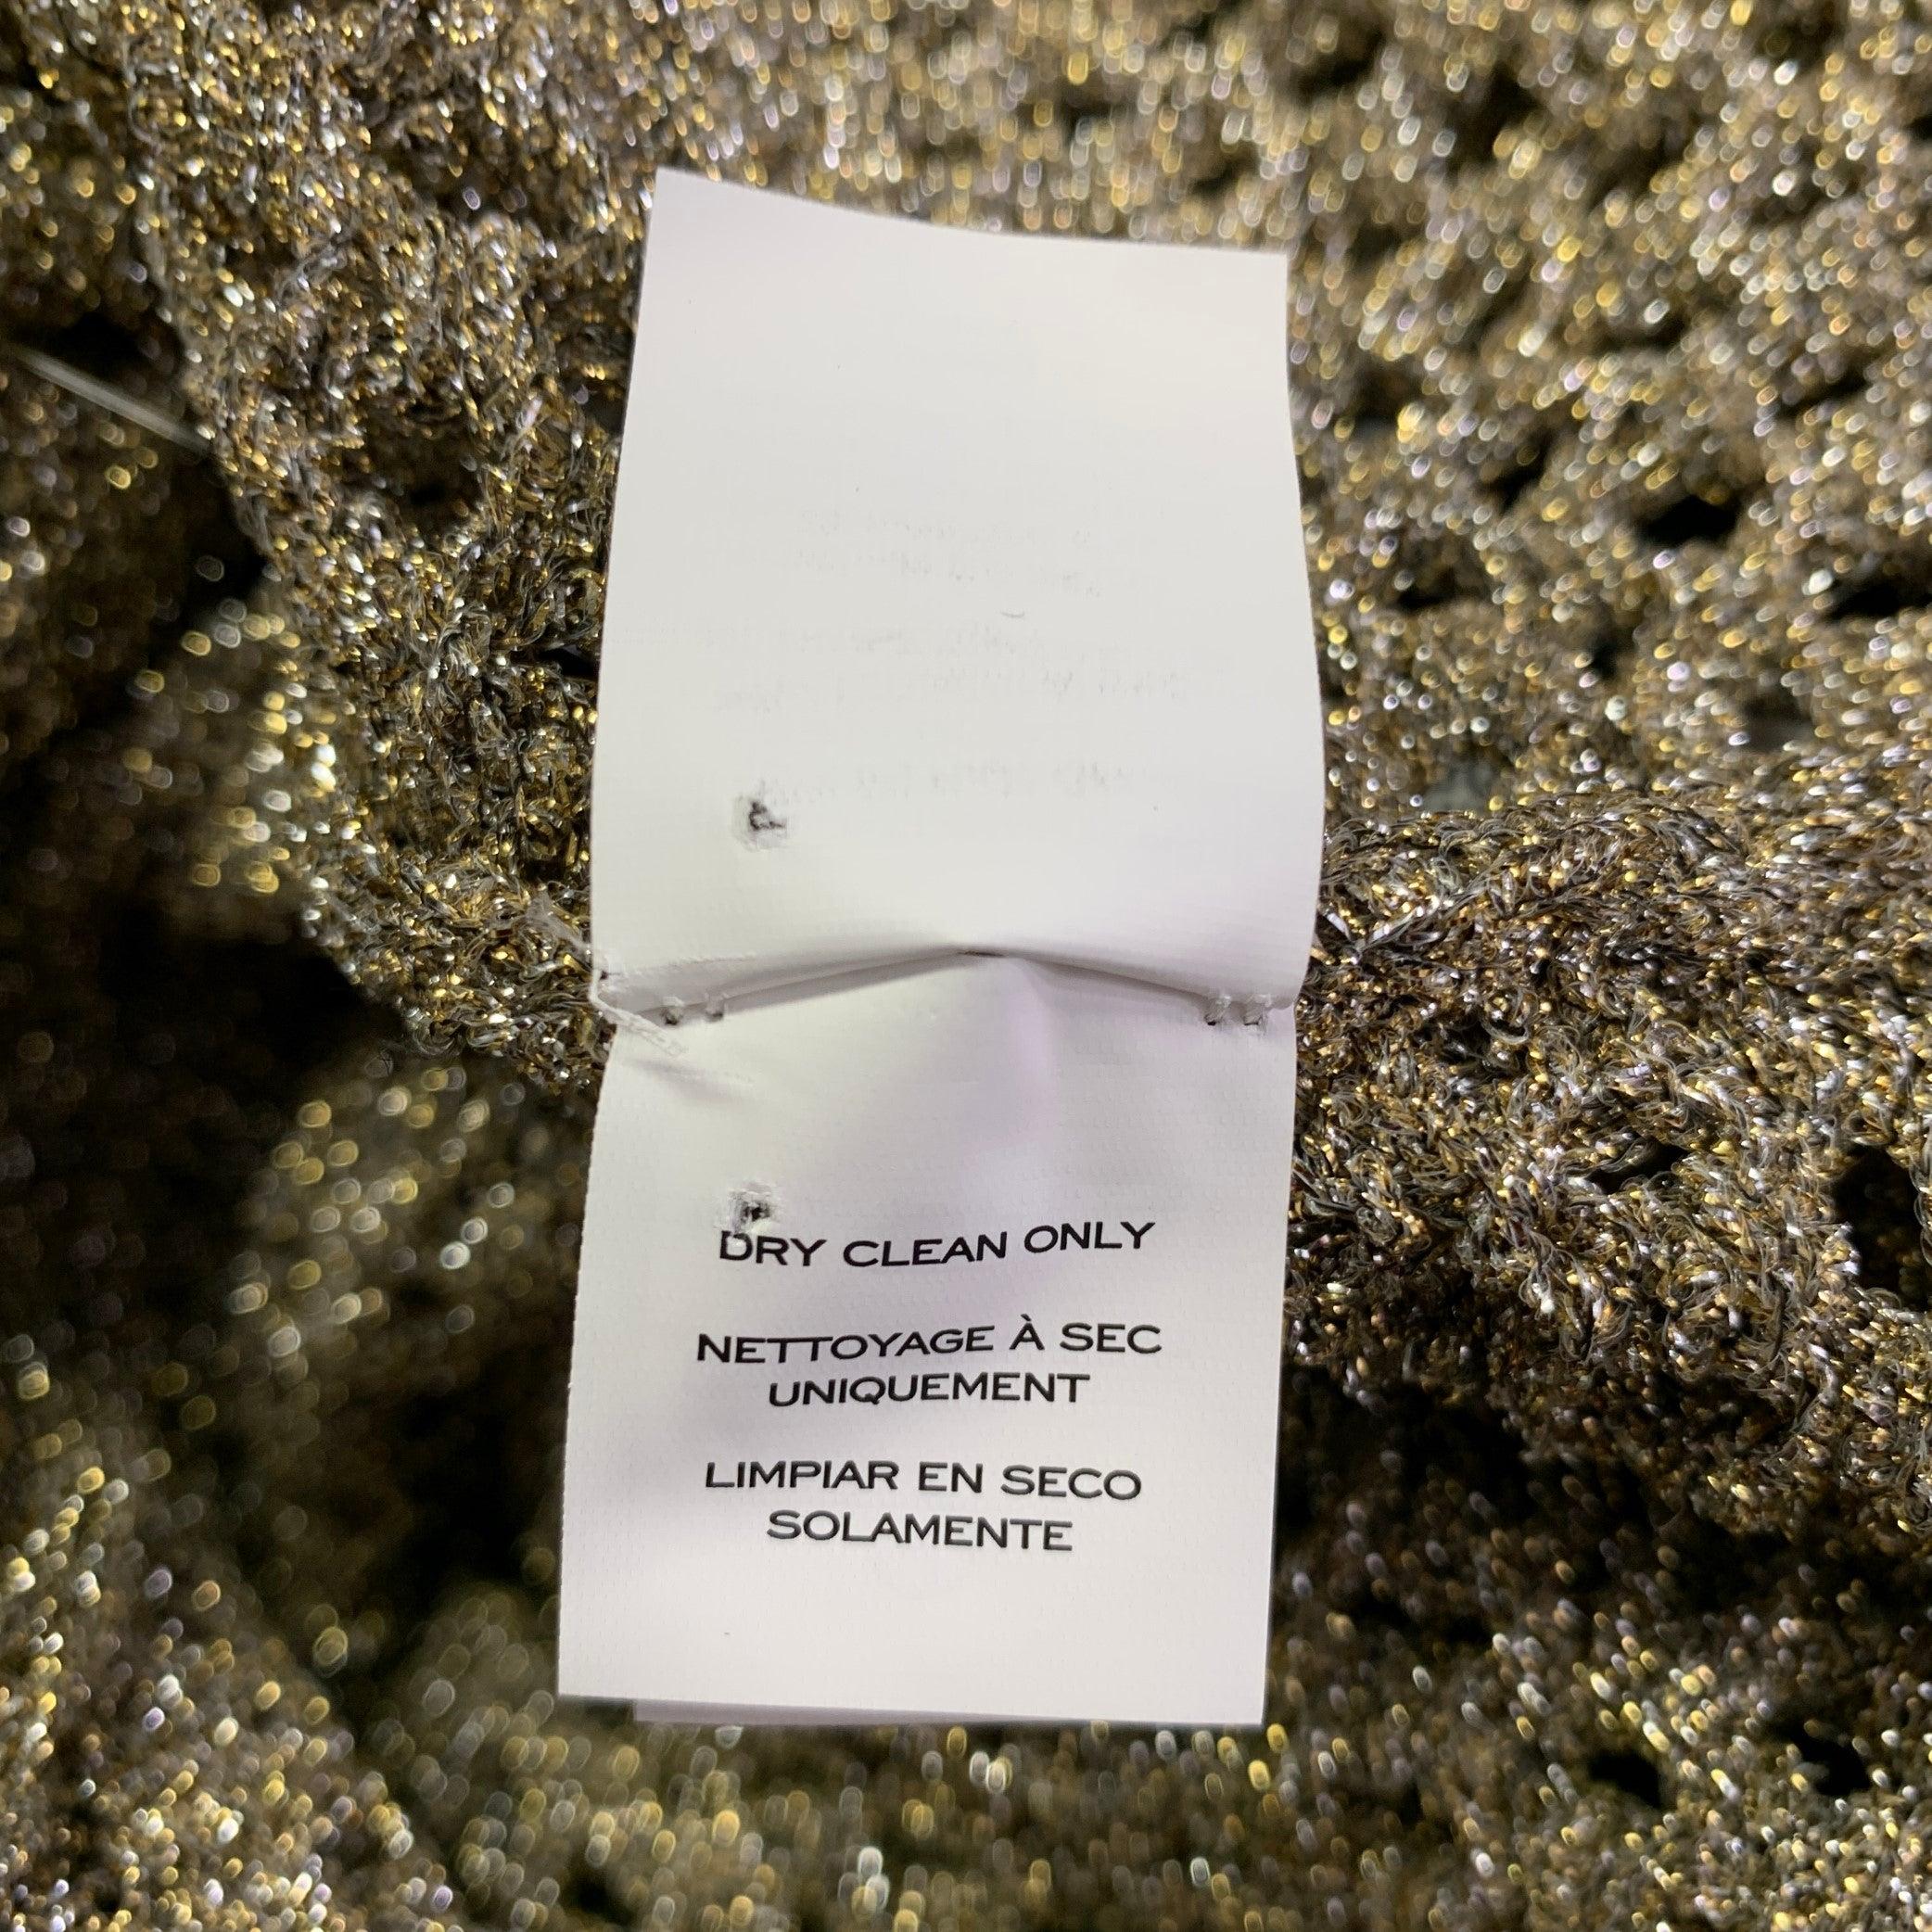 DRY CLEAN ONLY
NETTOYAGE À SEC
UNIQUEMENT
LIMPIAR EN SECO
SOLAMENTE